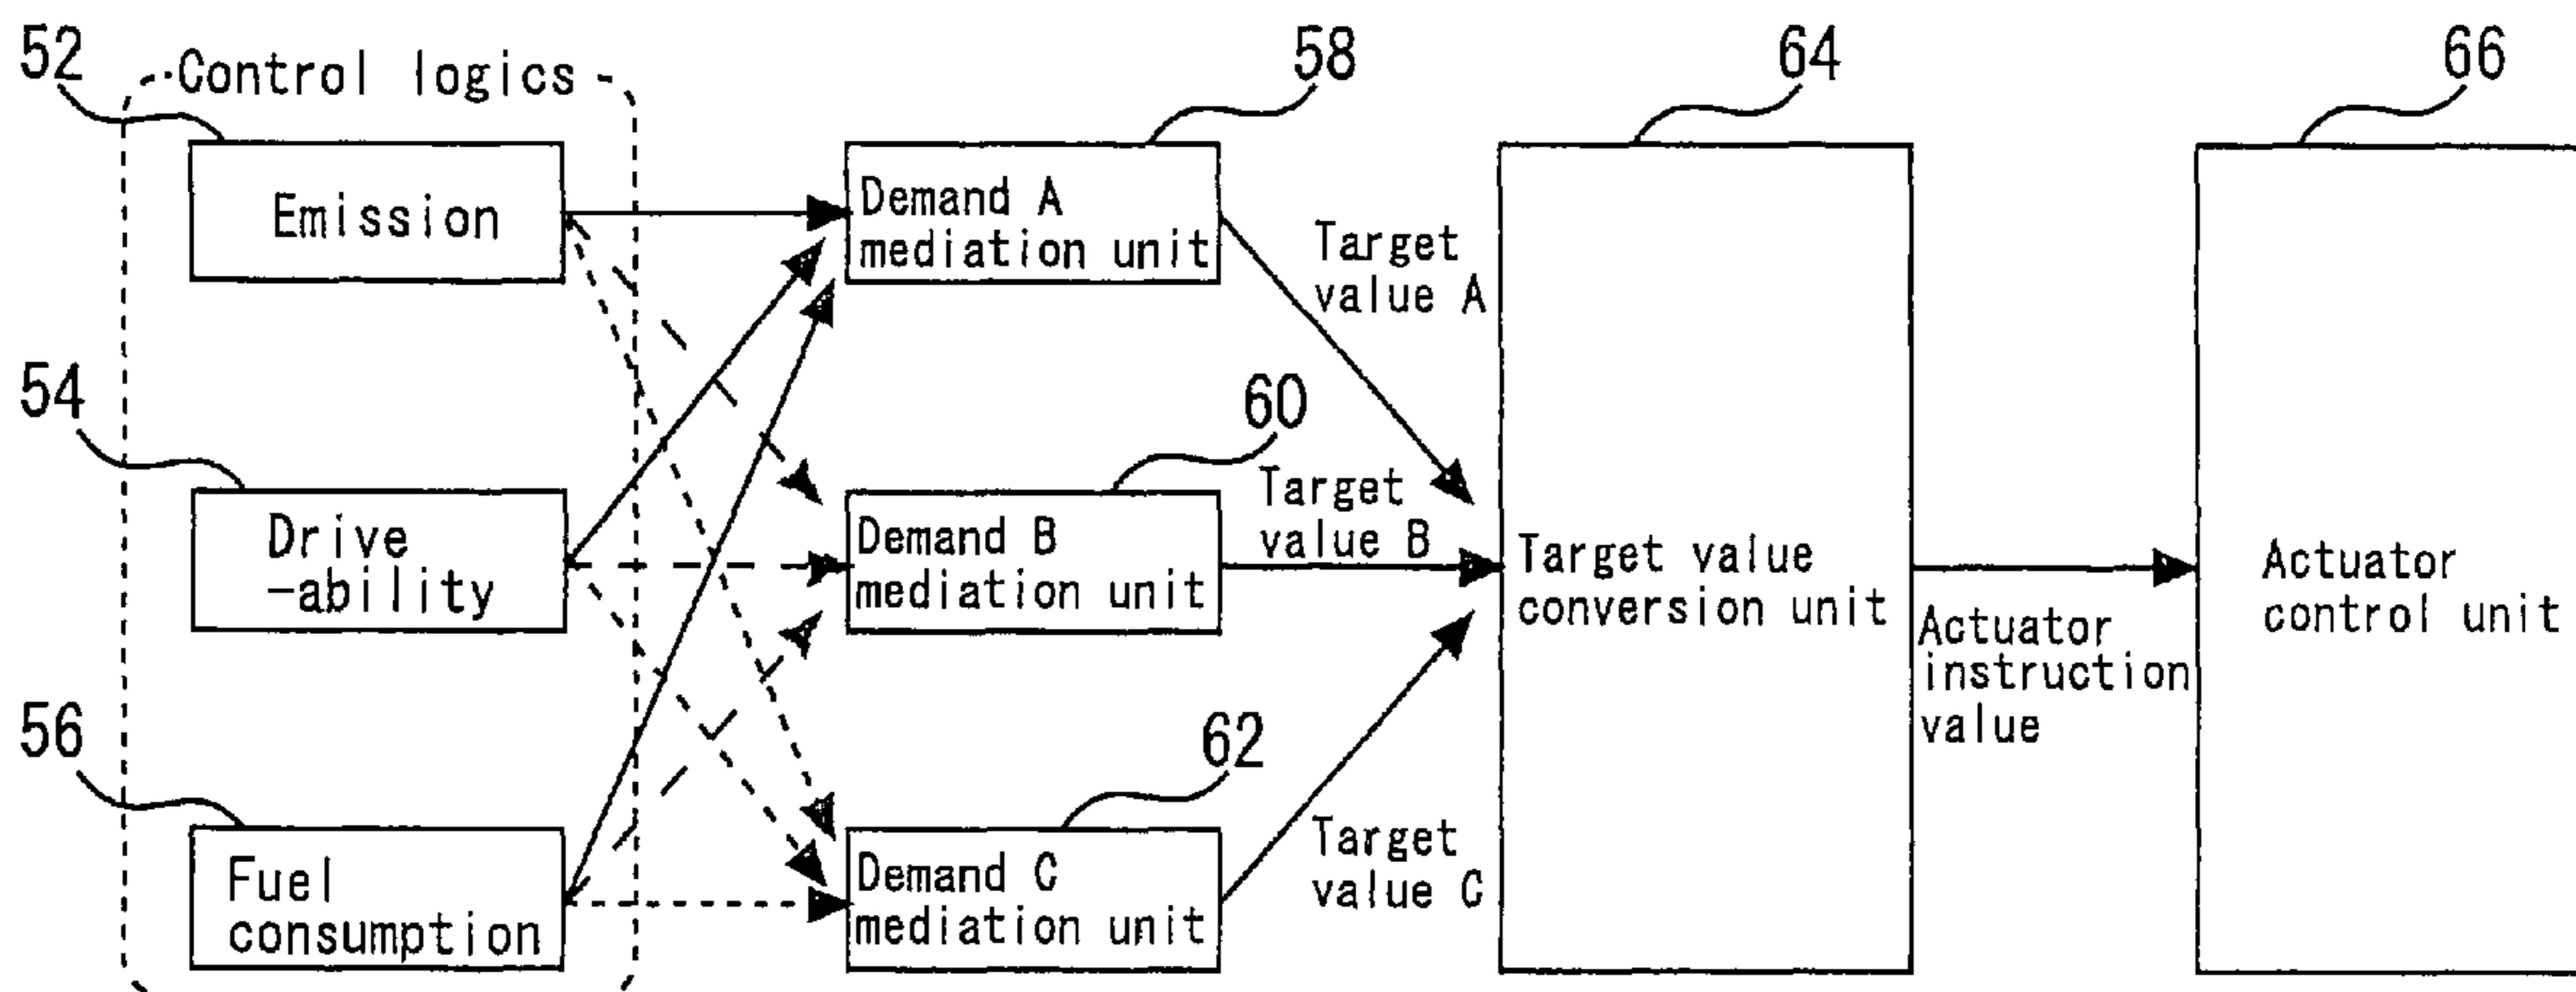 52
Control logics
58
64
66
Emission
Demand A
mediation unit
Target
value A
54
60
Drive
-ability
Demand B
mediation unit
Target
value B
Target value
conversion unit
Actuator
instruction
value
Actuator
control unit
56
62
Fuel
consumption
Demand C
mediation unit
Target
value C